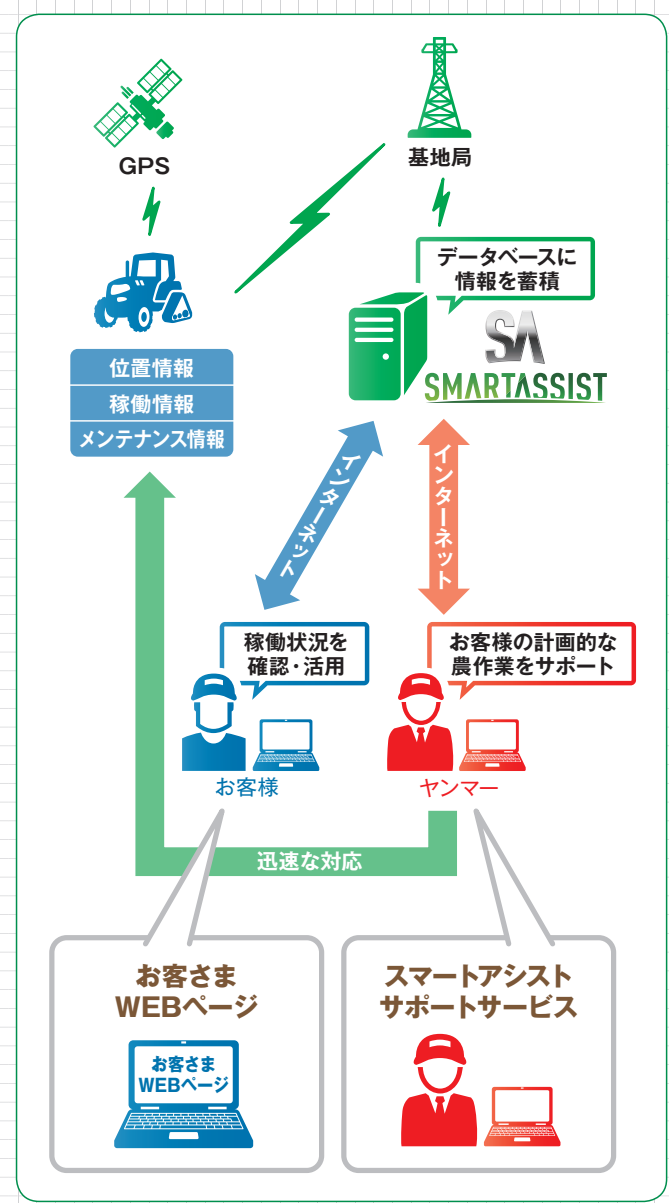 GPS
基地局
データベースに
情報を蓄積
SA
SMARTASSIST
位置情報
稼働情報
メンテナンス情報
インターネット
インターネット
稼働状況を
確認・活用
お客様の計画的な
農作業をサポート
お客様
ヤンマー
迅速な対応
お客さま
WEBページ
お客さま
WEBページ
スマートアシスト
サポートサービス